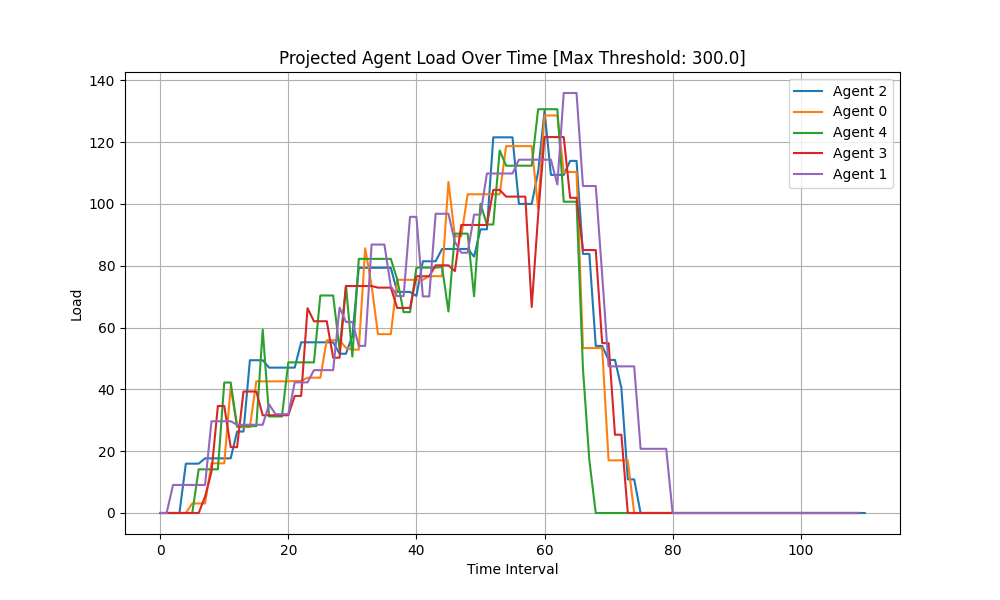 Projected Agent Load Over Time [Max Threshold: 300.0]
Load
140
120
100
80
60
40
20
0
Agent 2
Agent 0
Agent 4
Agent 3
Agent 1
0 20 40 60 80 100
Time Interval